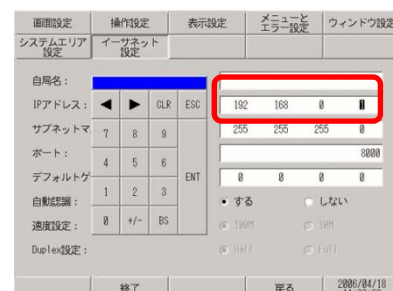 画面設定 操作設定 表示設定 メニューとエラー設定 ウィンドウ設定
システムエリア設定 イーサネット設定
自局名：
IPアドレス： ◀ ▶ CLR ESC 192 168 0 1
サブネットマ 7 8 9 255 255 255 0
ポート： 4 5 6 8000
デフォルトゲ ENT 0 0 0 0
自動認識： 1 2 3 する しない
速度設定： 0 +/- BS 100M 10M
Duplex設定： Half Full
終了 戻る 2006/04/18